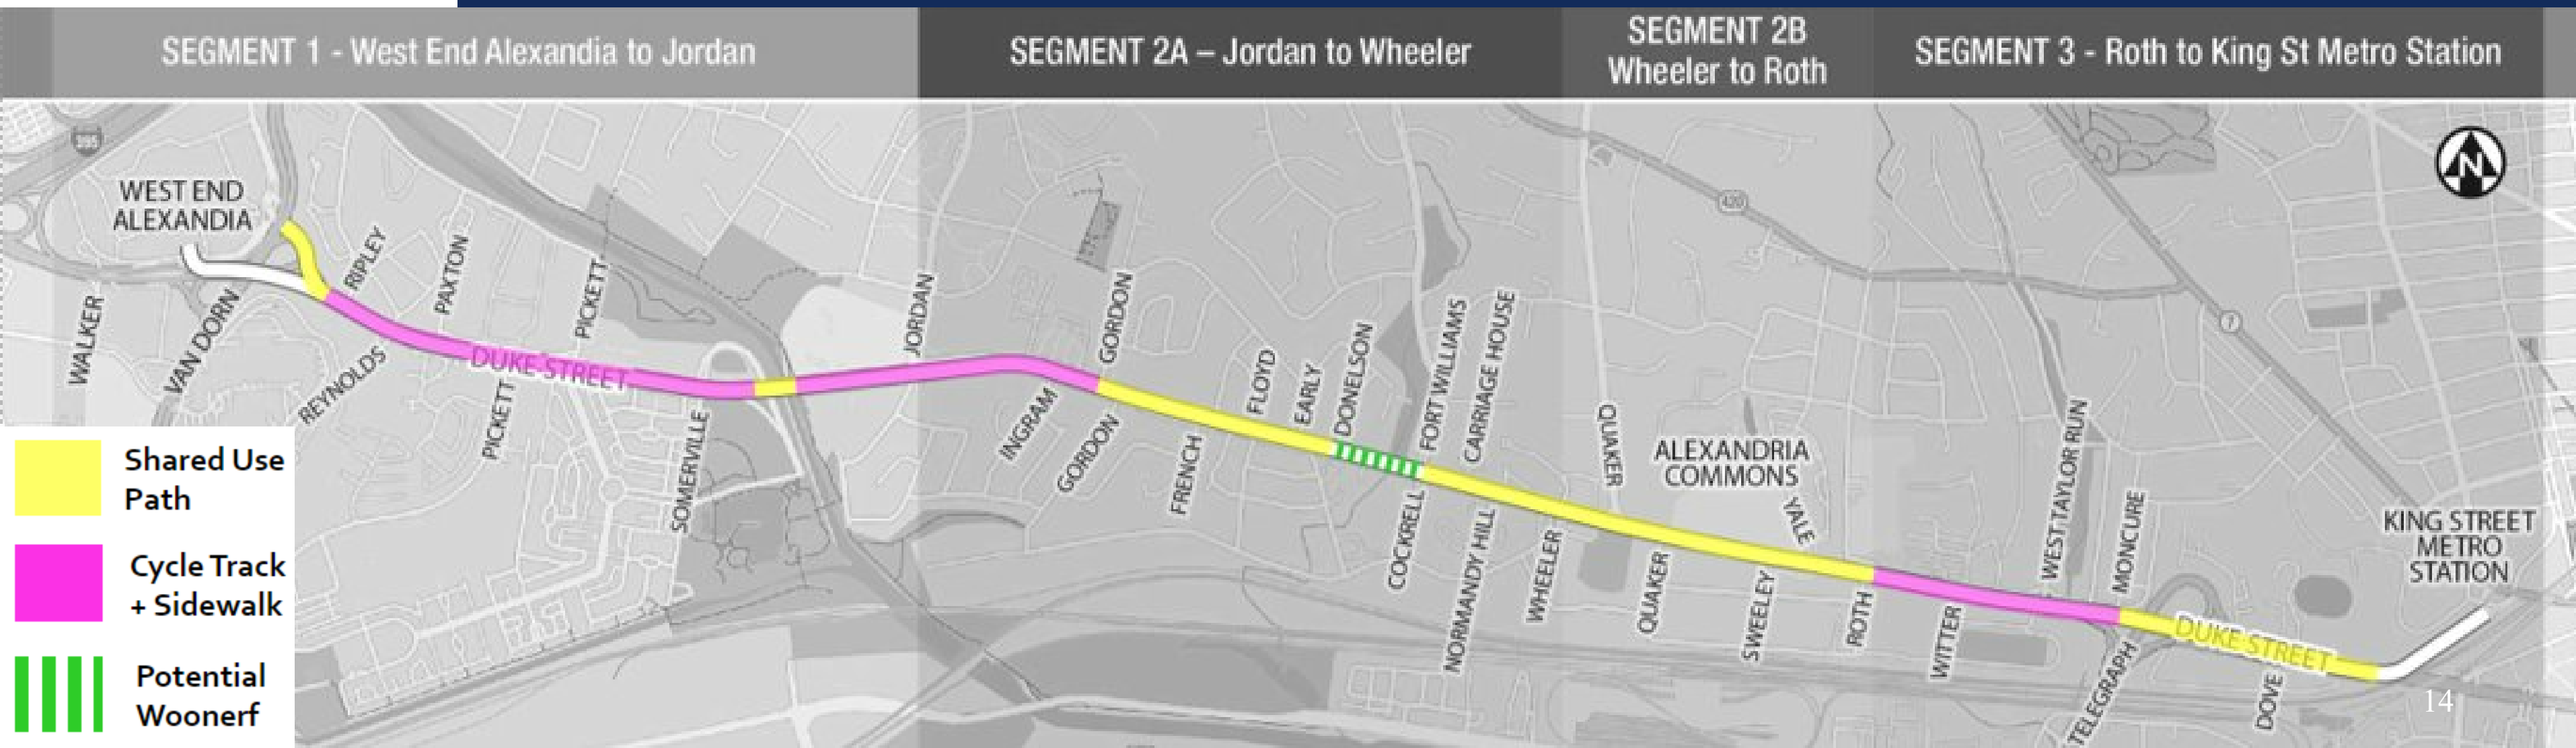 SEGMENT 1 - West End Alexandia to Jordan
SEGMENT 2A – Jordan to Wheeler
SEGMENT 2B
Wheeler to Roth
SEGMENT 3 - Roth to King St Metro Station
395
WEST END
ALEXANDIA
WALKER
VAN DORN
RIPLEY
REYNOLDS
PAXTON
PICKETT
PICKETT
DUKE STREET
SOMERVILLE
JORDAN
INGRAM
GORDON
GORDON
FRENCH
FLOYD
EARLY
DONELSON
FORT WILLIAMS
CARRIAGE HOUSE
COCKRELL
NORMANDY HILL
WHEELER
QUAKER
QUAKER
ALEXANDRIA
COMMONS
YALE
SWEELEY
ROTH
WITTER
420
7
WEST TAYLOR RUN
MONCURE
TELEGRAPH
DUKE STREET
DOVE
KING STREET
METRO
STATION
N
14
Shared Use
Path
Cycle Track
+ Sidewalk
Potential
Woonerf